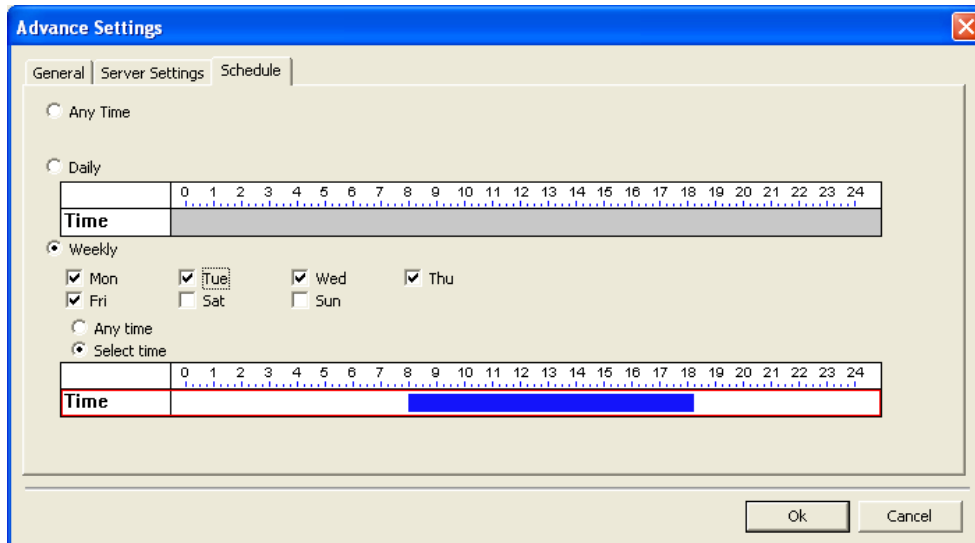 Advance Settings
General Server Settings Schedule
Any Time
Daily
0 1 2 3 4 5 6 7 8 9 10 11 12 13 14 15 16 17 18 19 20 21 22 23 24
Time
Weekly
Mon Tue Wed Thu
Fri Sat Sun
Any time
Select time
0 1 2 3 4 5 6 7 8 9 10 11 12 13 14 15 16 17 18 19 20 21 22 23 24
Time
Ok Cancel